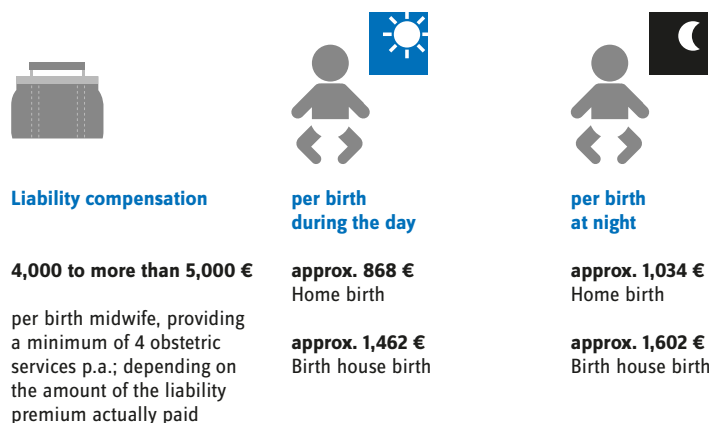 Liability compensation
4,000 to more than 5,000 €
per birth midwife, providing
a minimum of 4 obstetric
services p.a.; depending on
the amount of the liability
premium actually paid
per birth
during the day
approx. 868 €
Home birth
approx. 1,462 €
Birth house birth
per birth
at night
approx. 1,034 €
Home birth
approx. 1,602 €
Birth house birth